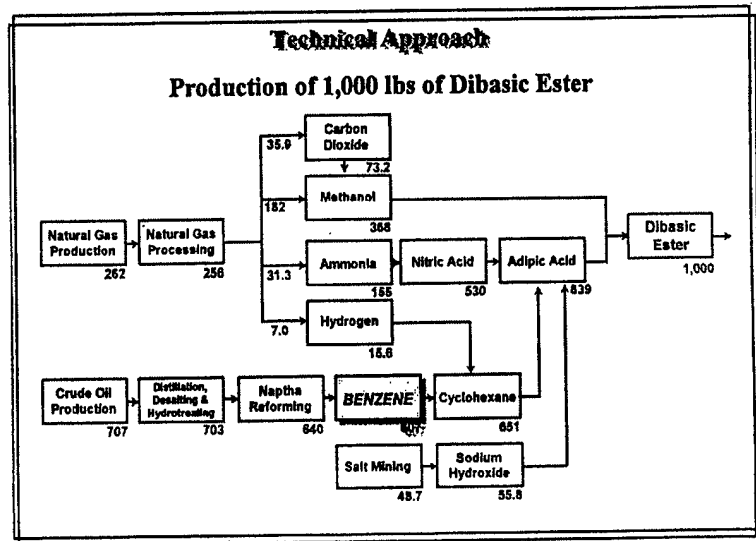 Technical Approach
Production of 1,000 lbs of Dibasic Ester
Carbon
Dioxide
35.9
73.2
Methanol
182
368
Natural Gas
Production
262
Natural Gas
Processing
256
Ammonia
31.3
155
Nitric Acid
530
Adipic Acid
839
Dibasic
Ester
1,000
Hydrogen
7.0
15.6
Crude Oil
Production
707
Distillation,
Desalting &
Hydrotreating
703
Naptha
Reforming
640
BENZENE
Cyclohexane
651
Salt Mining
48.7
Sodium
Hydroxide
55.8